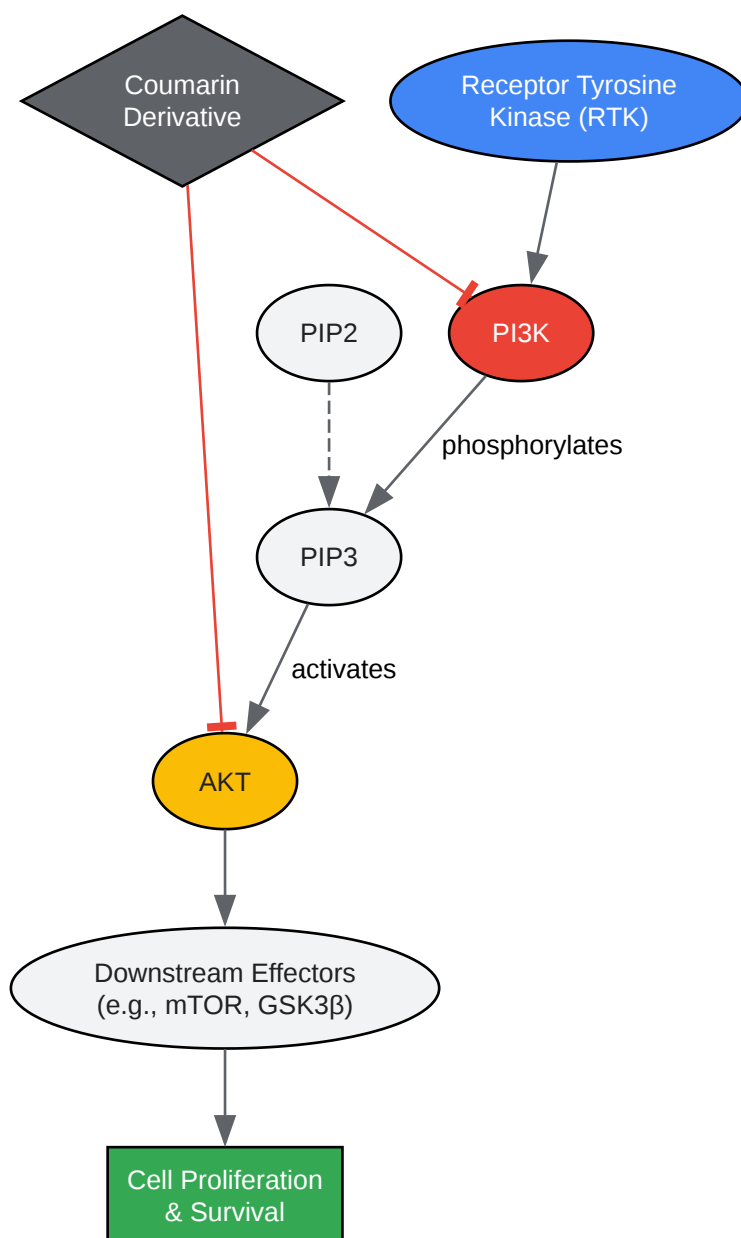 Coumarin
Derivative
Receptor Tyrosine
Kinase (RTK)
PIP2
PI3K
phosphorylates
PIP3
activates
AKT
Downstream Effectors
(e.g., mTOR, GSK3β)
Cell Proliferation
& Survival